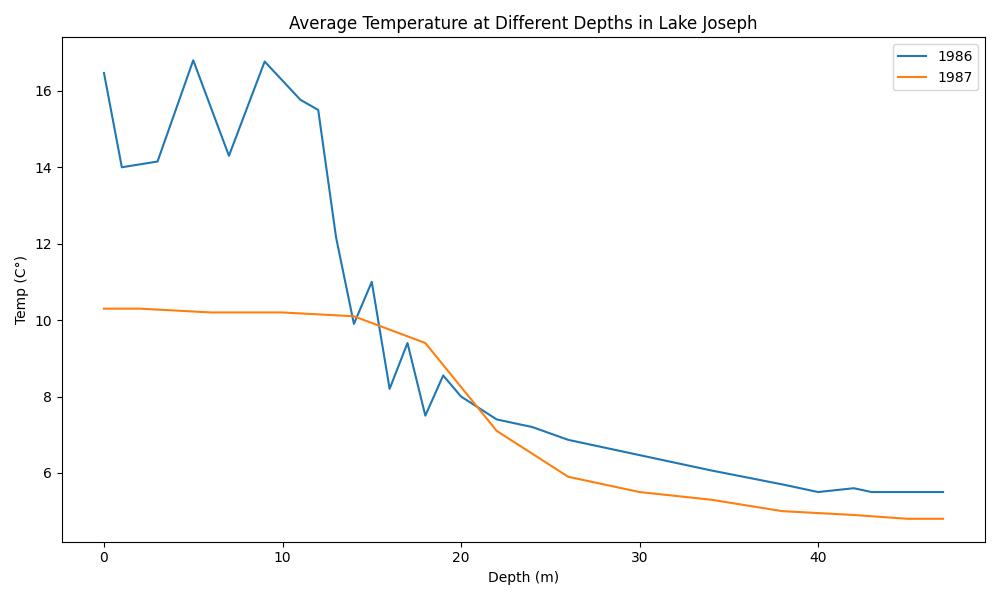 Average Temperature at Different Depths in Lake Joseph
1986
1987
16
14
12
10
8
6
Temp (C°)
0 10 20 30 40
Depth (m)